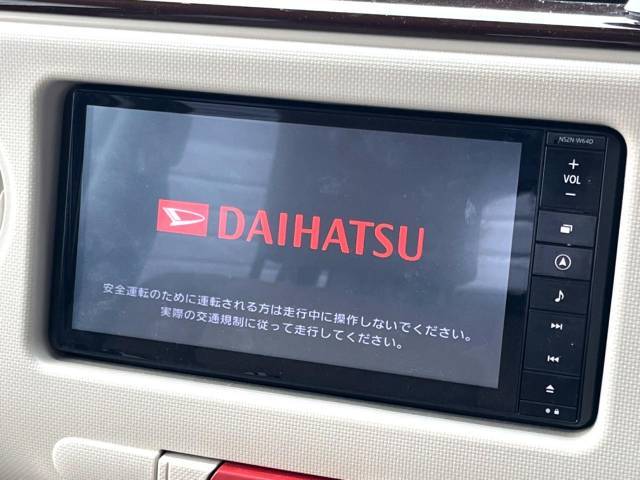 NSZN-W64D
+
VOL
−
DAIHATSU
安全運転のために運転される方は走行中に操作しないでください。
実際の交通規制に従って走行してください。